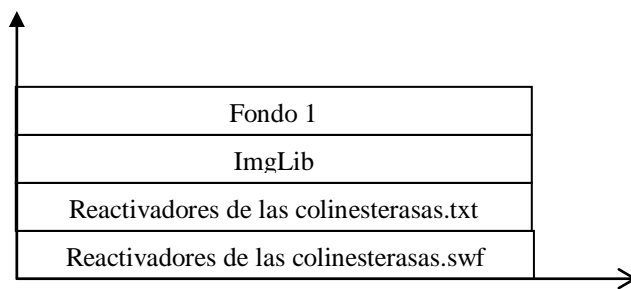 Fondo 1
ImgLib
Reactivadores de las colinesterasas.txt
Reactivadores de las colinesterasas.swf